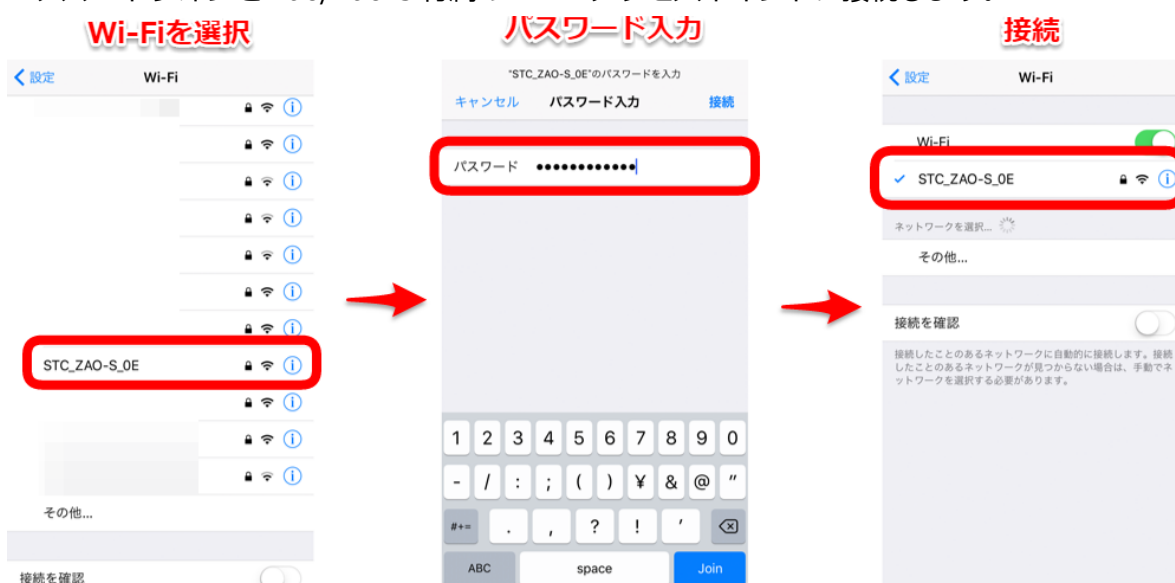 Wi-Fiを選択
設定
Wi-Fi
STC_ZAO-S_0E
その他...
接続を確認
パスワード入力
"STC_ZAO-S_0E"のパスワードを入力
キャンセル
パスワード入力
接続
パスワード ●●●●●●●●●●●●
1 2 3 4 5 6 7 8 9 0
- / : ; ( ) ¥ & @ "
#+= . , ? ! '
ABC space Join
接続
設定
Wi-Fi
Wi-Fi
STC_ZAO-S_0E
ネットワークを選択...
その他...
接続を確認
接続したことのあるネットワークに自動的に接続します。接続
したことのあるネットワークが見つからない場合は、手動でネ
ットワークを選択する必要があります。